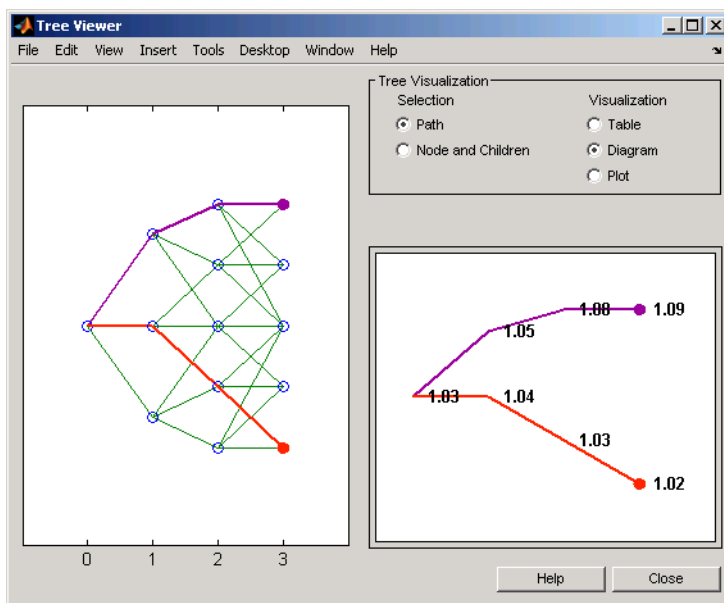 Tree Viewer
File Edit View Insert Tools Desktop Window Help
Tree Visualization
Selection Visualization
Path Table
Node and Children Diagram
Plot
1.08 1.09
1.05
1.03 1.04
1.03
1.02
0 1 2 3
Help Close